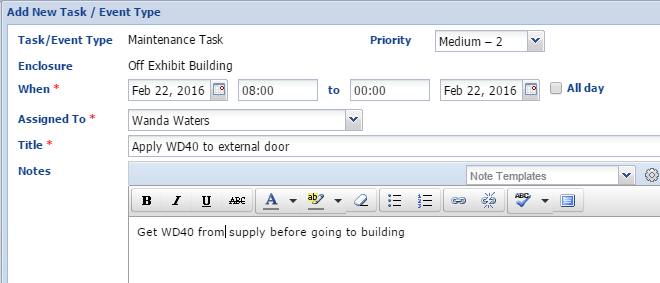 Add New Task / Event Type
Task/Event Type Maintenance Task Priority Medium – 2
Enclosure Off Exhibit Building
When * Feb 22, 2016 08:00 to 00:00 Feb 22, 2016 All day
Assigned To * Wanda Waters
Title * Apply WD40 to external door
Notes Note Templates
B I U ABC A ab ABC
Get WD40 from supply before going to building